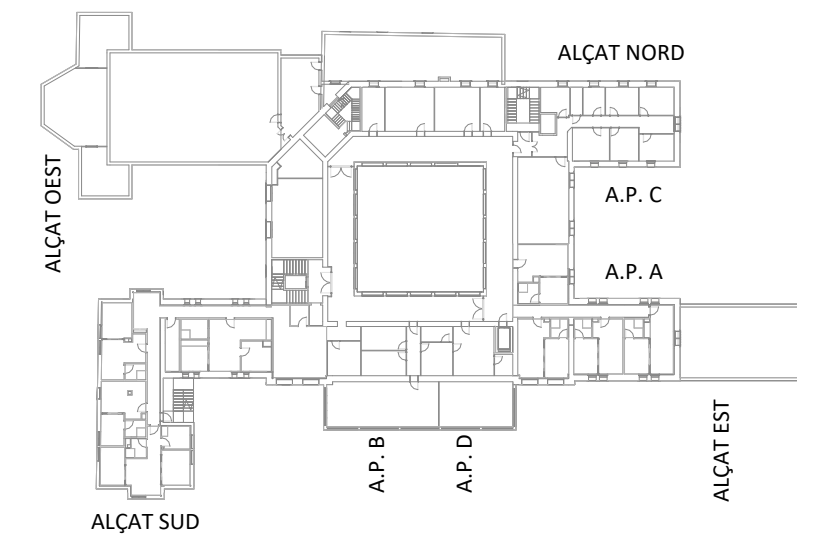 ALÇAT NORD
ALÇAT OEST
A.P. C
A.P. A
A.P. B
A.P. D
ALÇAT EST
ALÇAT SUD